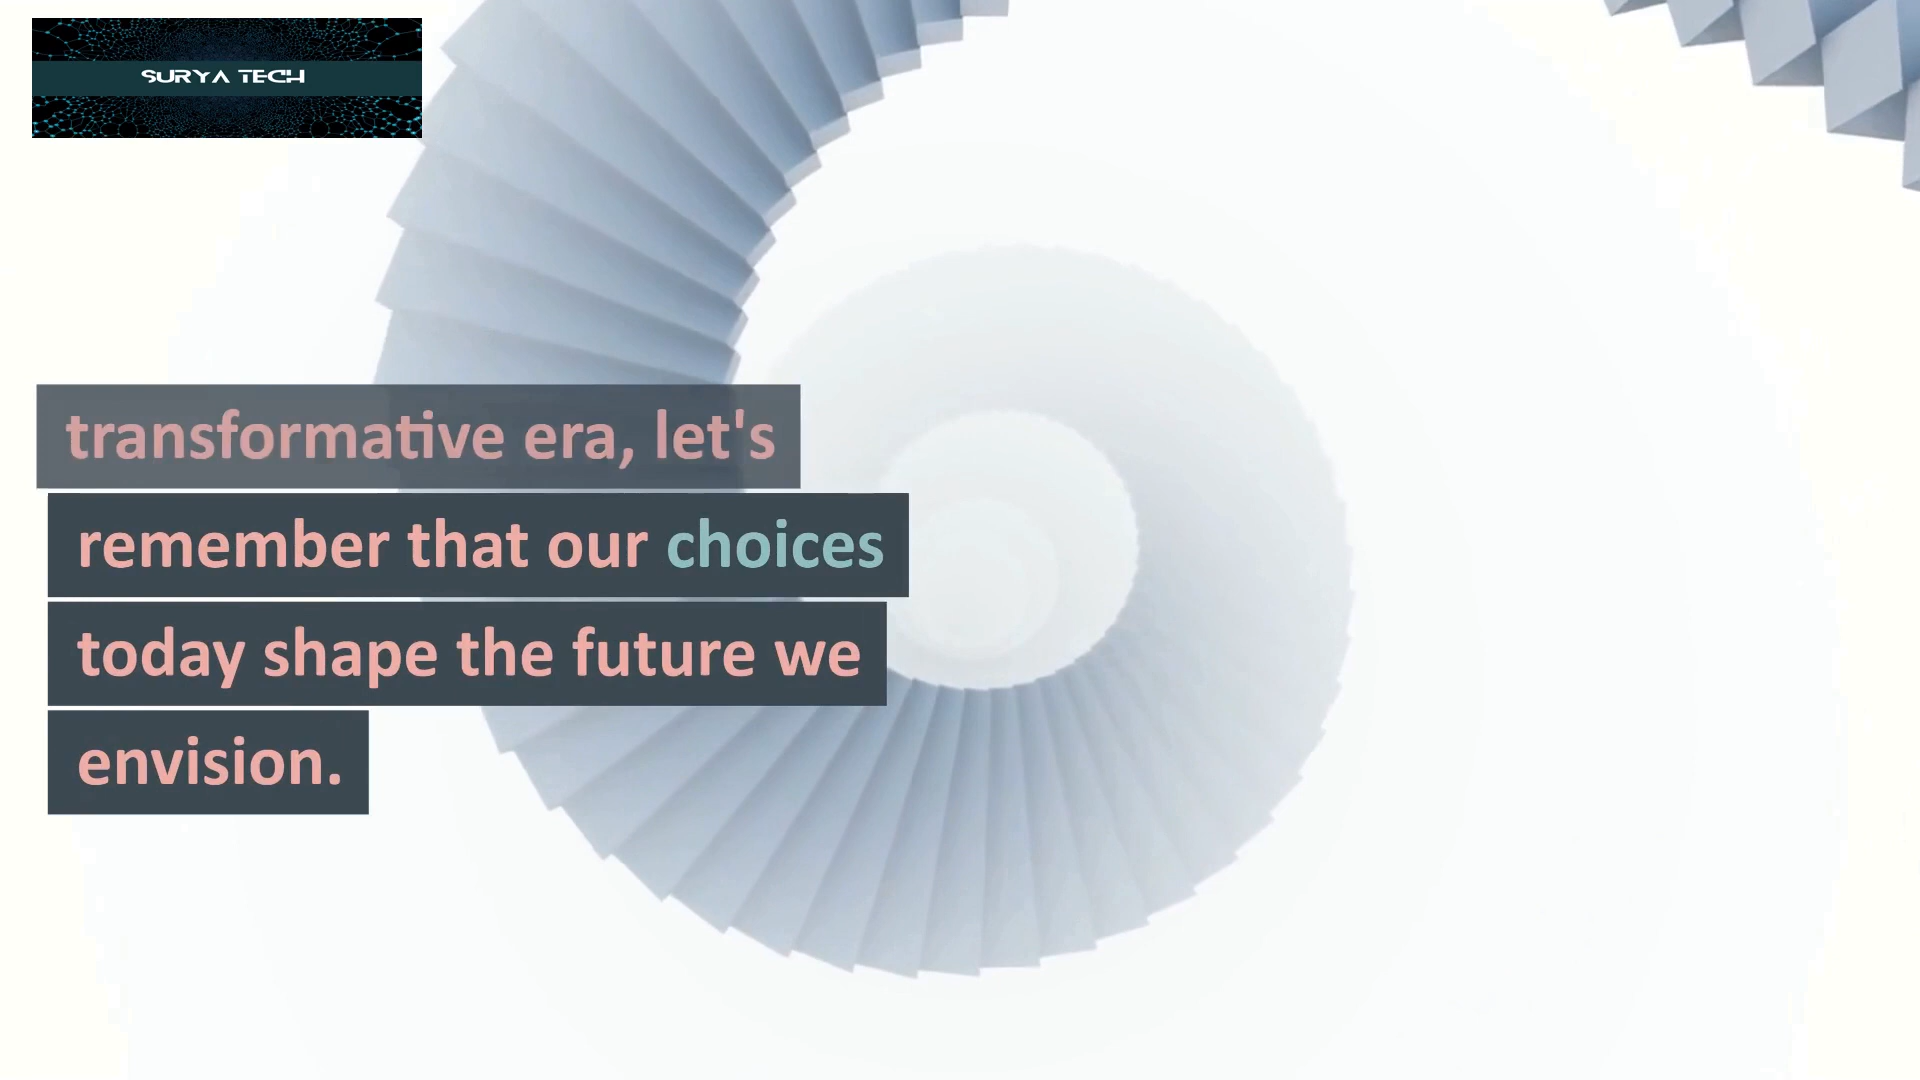 SURYA TECH
transformative era, let's
remember that our choices
today shape the future we
envision.